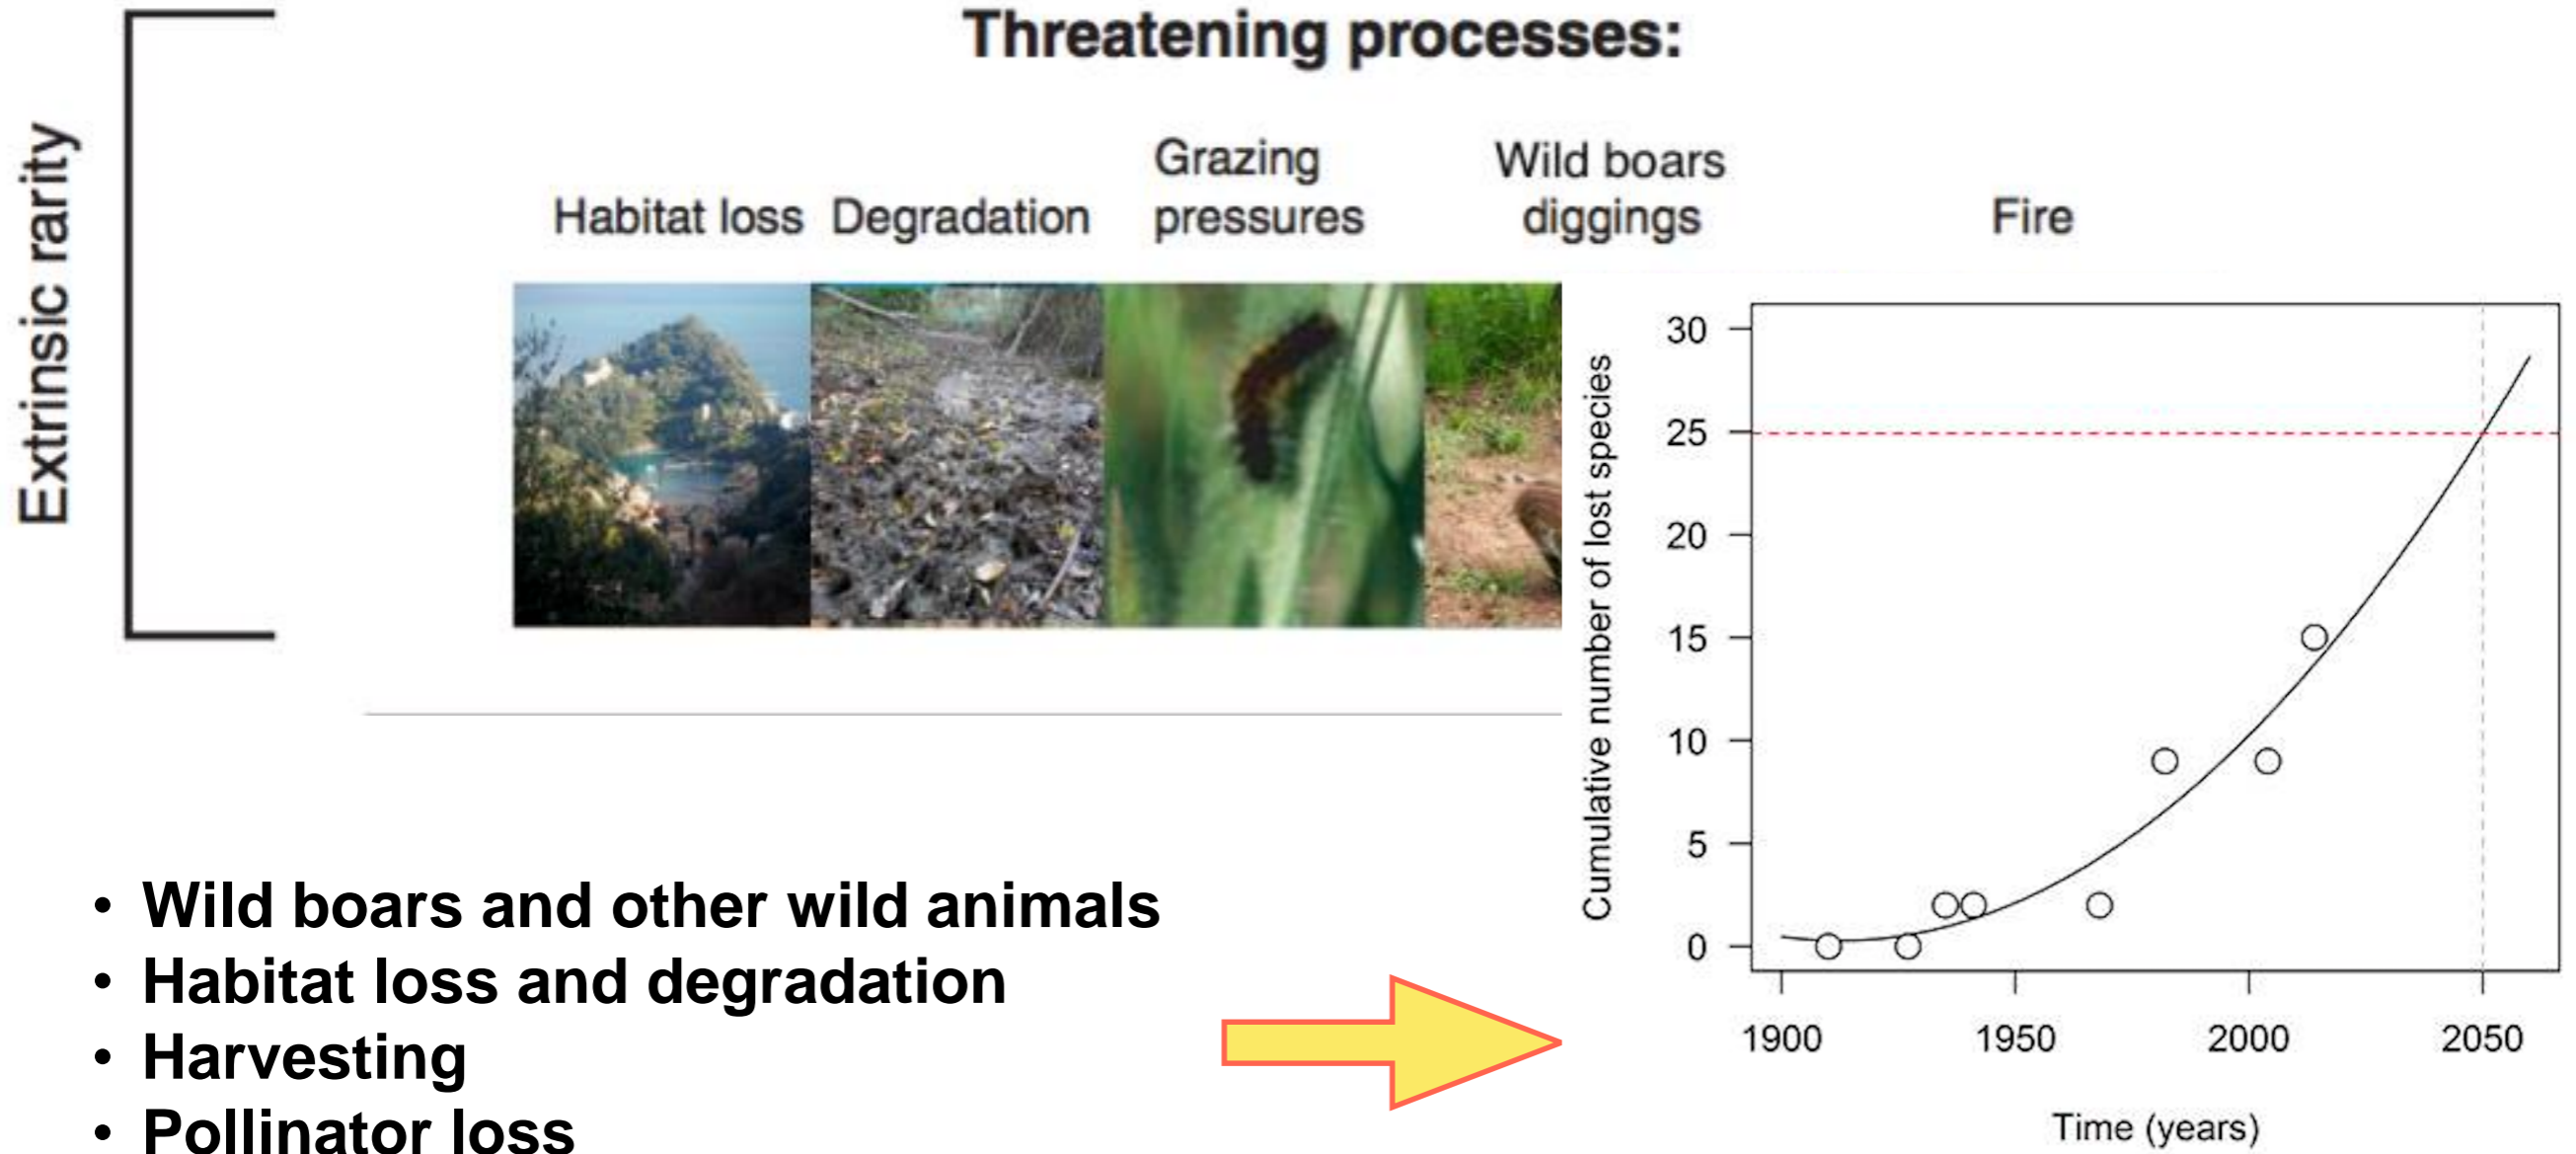 Threatening processes:
Extrinsic rarity
Habitat loss
Degradation
Grazing
pressures
Wild boars
diggings
Fire
Cumulative number of lost species
30
25
20
15
10
5
0
1900
1950
2000
2050
Time (years)
• Wild boars and other wild animals
• Habitat loss and degradation
• Harvesting
• Pollinator loss